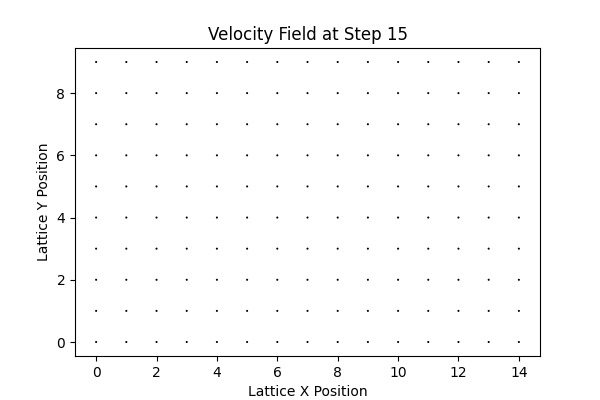 Velocity Field at Step 15
Lattice Y Position
8
6
4
2
0
0 2 4 6 8 10 12 14
Lattice X Position